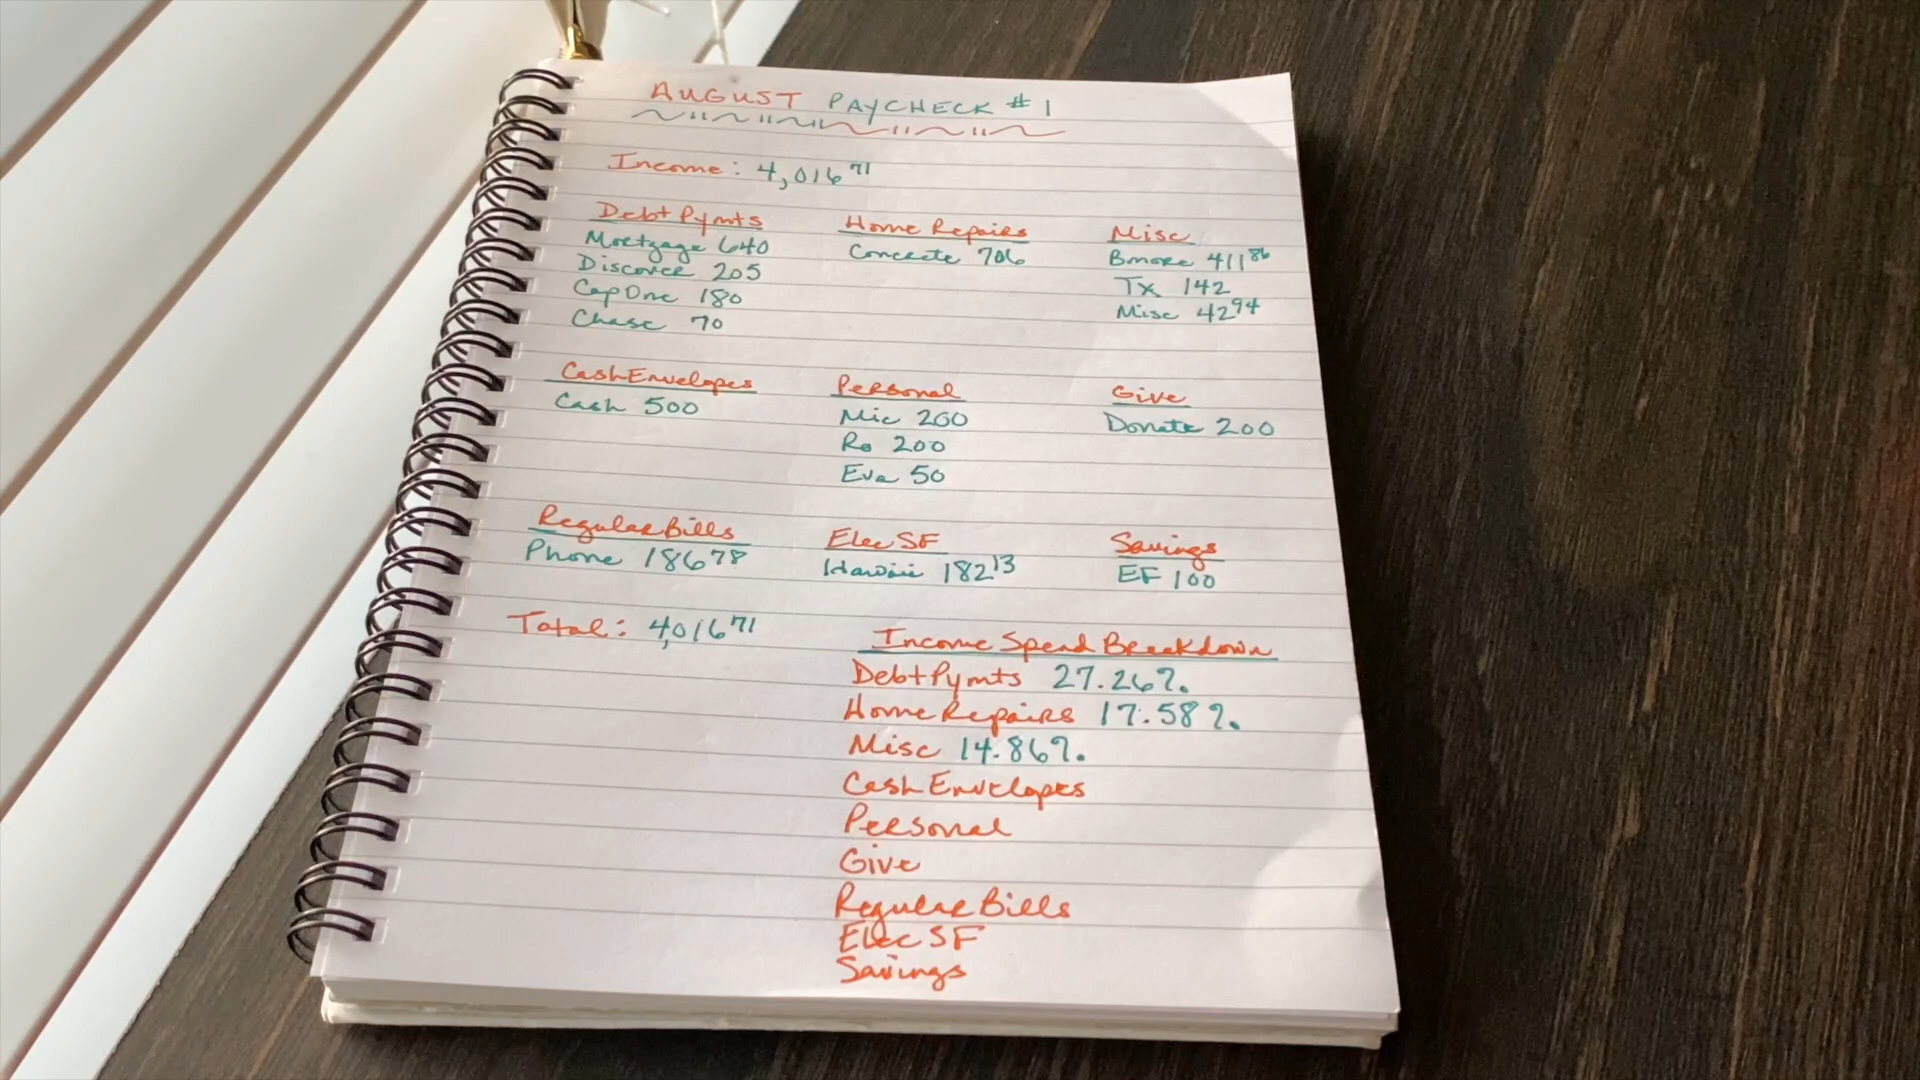 AUGUST PAYCHECK #1
Income: 4,016 71
Debt Pymts
Mortgage 640
Discover 205
Cap One 180
Chase 70
Home Repairs
Concrete 706
Misc
Bmore 411 86
Tx 142
Misc 42 94
Cash Envelopes
Cash 500
Personal
Mic 200
Ro 200
Eva 50
Give
Donate 200
Regular Bills
Phone 186 78
Elec SF
Hawaii 182 13
Savings
EF 100
Total: 4,016 71
Income Spend Breakdown
Debt Pymts 27.26%
Home Repairs 17.58%
Misc 14.86%
Cash Envelopes
Personal
Give
Regular Bills
Elec SF
Savings